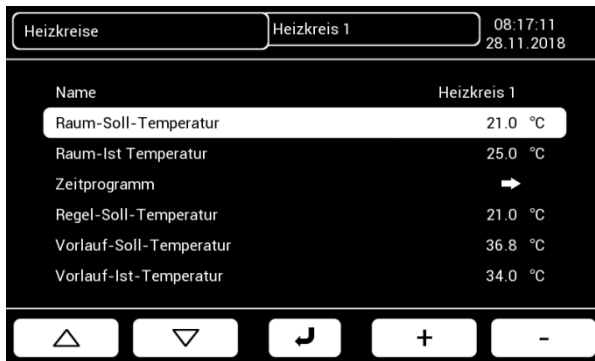 Heizkreise Heizkreis 1 08:17:11
28.11.2018
Name Heizkreis 1
Raum-Soll-Temperatur 21.0 °C
Raum-Ist Temperatur 25.0 °C
Zeitprogramm
Regel-Soll-Temperatur 21.0 °C
Vorlauf-Soll-Temperatur 36.8 °C
Vorlauf-Ist-Temperatur 34.0 °C
+ -